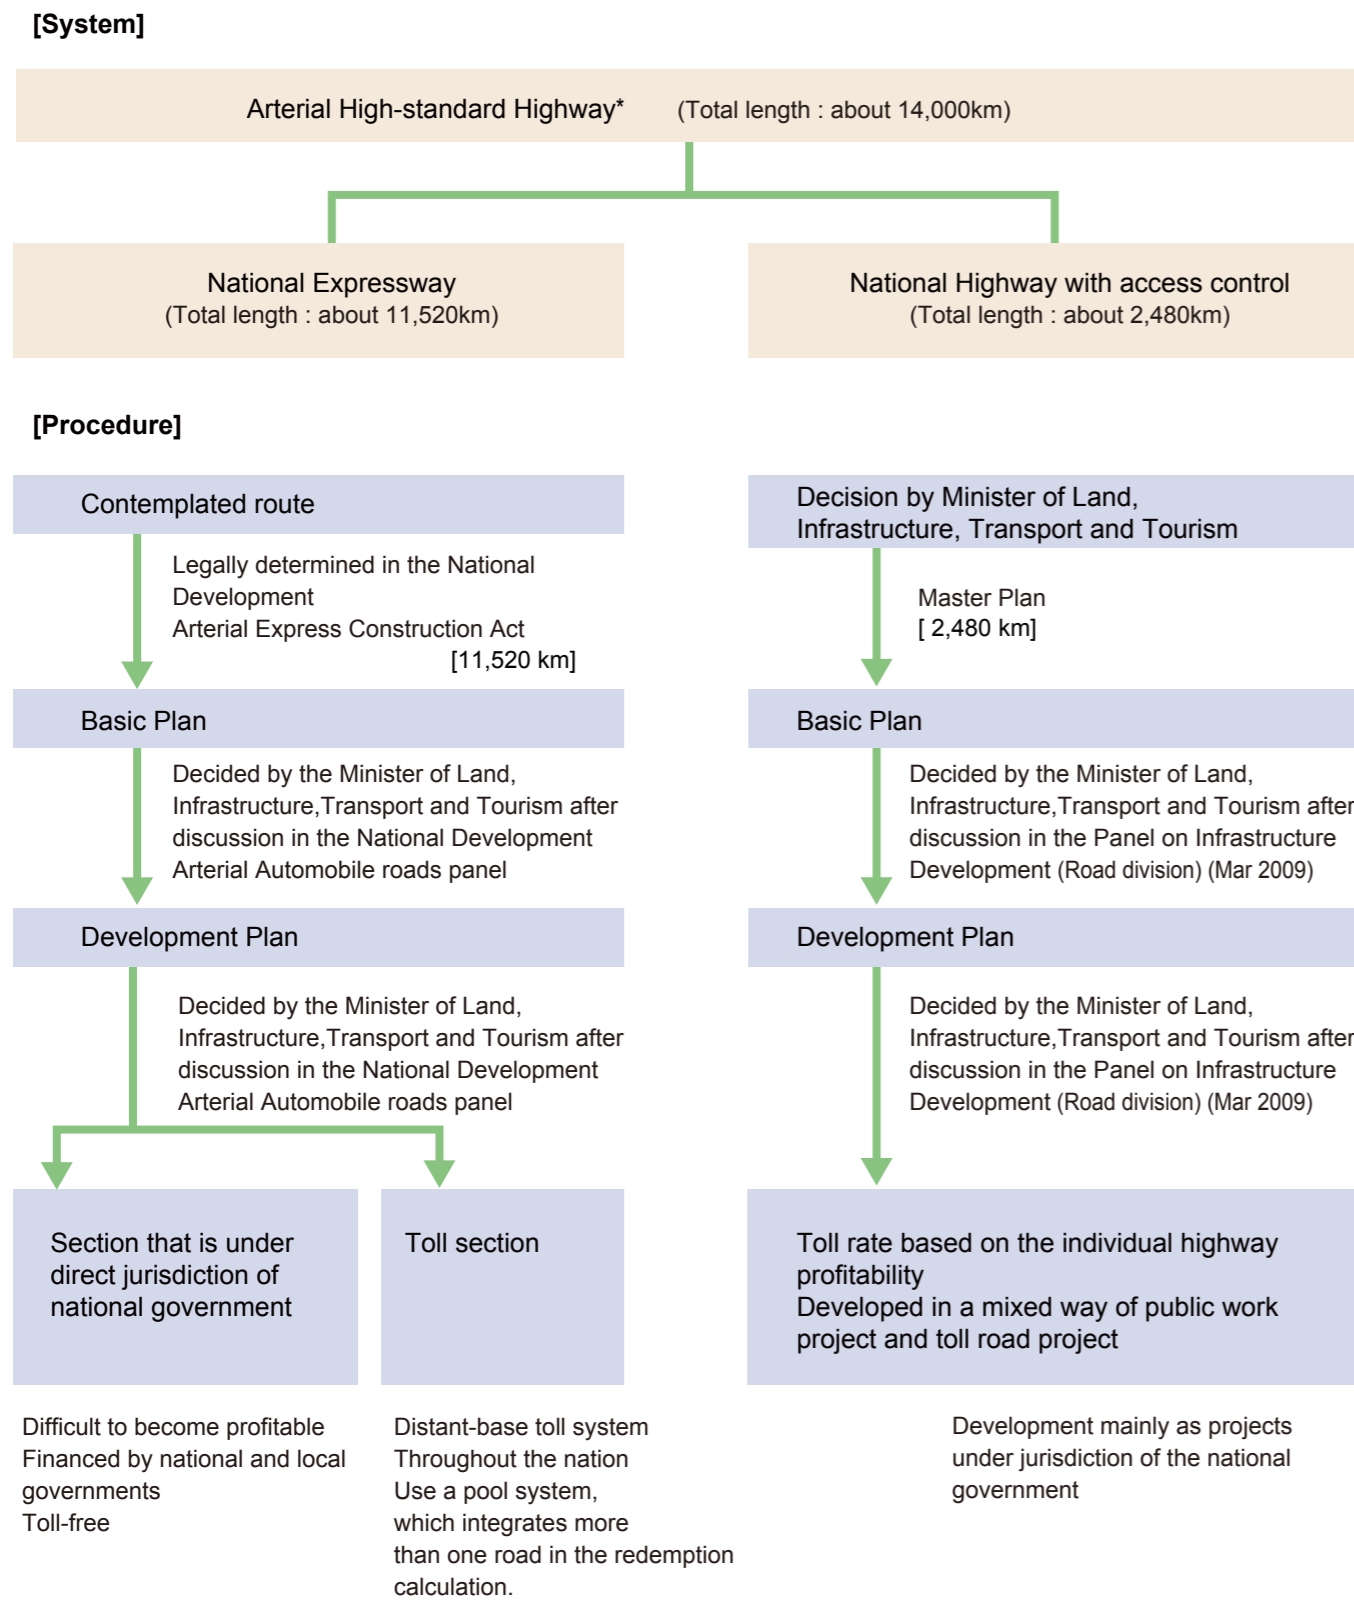 [System]
Arterial High-standard Highway* (Total length : about 14,000km)
National Expressway
(Total length : about 11,520km)
National Highway with access control
(Total length : about 2,480km)
[Procedure]
Contemplated route
Legally determined in the National
Development
Arterial Express Construction Act
[11,520 km]
Basic Plan
Decided by the Minister of Land,
Infrastructure,Transport and Tourism after
discussion in the National Development
Arterial Automobile roads panel
Development Plan
Decided by the Minister of Land,
Infrastructure,Transport and Tourism after
discussion in the National Development
Arterial Automobile roads panel
Section that is under
direct jurisdiction of
national government
Difficult to become profitable
Financed by national and local
governments
Toll-free
Toll section
Distant-base toll system
Throughout the nation
Use a pool system,
which integrates more
than one road in the redemption
calculation.
Decision by Minister of Land,
Infrastructure, Transport and Tourism
Master Plan
[ 2,480 km]
Basic Plan
Decided by the Minister of Land,
Infrastructure,Transport and Tourism after
discussion in the Panel on Infrastructure
Development (Road division) (Mar 2009)
Development Plan
Decided by the Minister of Land,
Infrastructure,Transport and Tourism after
discussion in the Panel on Infrastructure
Development (Road division) (Mar 2009)
Toll rate based on the individual highway
profitability
Developed in a mixed way of public work
project and toll road project
Development mainly as projects
under jurisdiction of the national
government